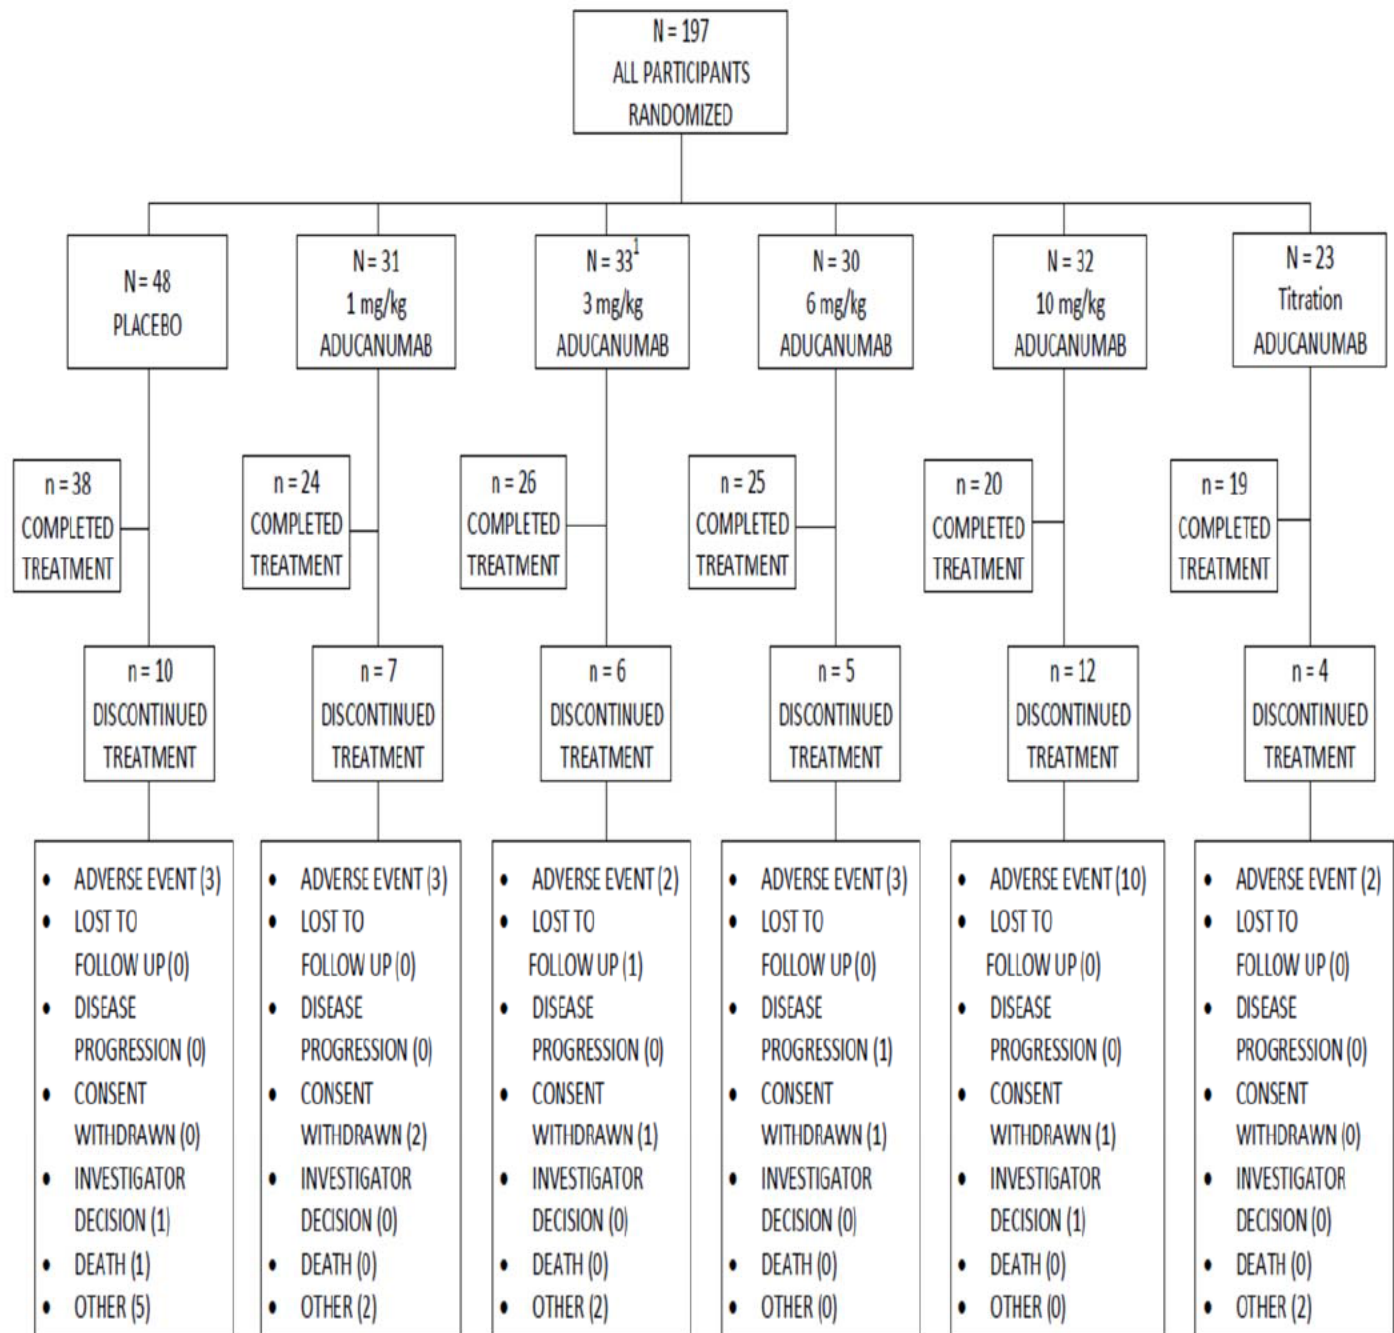 N = 197
ALL PARTICIPANTS
RANDOMIZED
N = 48
PLACEBO
N = 31
1 mg/kg
ADUCANUMAB
N = 33¹
3 mg/kg
ADUCANUMAB
N = 30
6 mg/kg
ADUCANUMAB
N = 32
10 mg/kg
ADUCANUMAB
N = 23
Titration
ADUCANUMAB
n = 38
COMPLETED
TREATMENT
n = 24
COMPLETED
TREATMENT
n = 26
COMPLETED
TREATMENT
n = 25
COMPLETED
TREATMENT
n = 20
COMPLETED
TREATMENT
n = 19
COMPLETED
TREATMENT
n = 10
DISCONTINUED
TREATMENT
n = 7
DISCONTINUED
TREATMENT
n = 6
DISCONTINUED
TREATMENT
n = 5
DISCONTINUED
TREATMENT
n = 12
DISCONTINUED
TREATMENT
n = 4
DISCONTINUED
TREATMENT
• ADVERSE EVENT (3)
• LOST TO
FOLLOW UP (0)
• DISEASE
PROGRESSION (0)
• CONSENT
WITHDRAWN (0)
• INVESTIGATOR
DECISION (1)
• DEATH (1)
• OTHER (5)
• ADVERSE EVENT (3)
• LOST TO
FOLLOW UP (0)
• DISEASE
PROGRESSION (0)
• CONSENT
WITHDRAWN (2)
• INVESTIGATOR
DECISION (0)
• DEATH (0)
• OTHER (2)
• ADVERSE EVENT (2)
• LOST TO
FOLLOW UP (1)
• DISEASE
PROGRESSION (0)
• CONSENT
WITHDRAWN (1)
• INVESTIGATOR
DECISION (0)
• DEATH (0)
• OTHER (2)
• ADVERSE EVENT (3)
• LOST TO
FOLLOW UP (0)
• DISEASE
PROGRESSION (1)
• CONSENT
WITHDRAWN (1)
• INVESTIGATOR
DECISION (0)
• DEATH (0)
• OTHER (0)
• ADVERSE EVENT (10)
• LOST TO
FOLLOW UP (0)
• DISEASE
PROGRESSION (0)
• CONSENT
WITHDRAWN (1)
• INVESTIGATOR
DECISION (1)
• DEATH (0)
• OTHER (0)
• ADVERSE EVENT (2)
• LOST TO
FOLLOW UP (0)
• DISEASE
PROGRESSION (0)
• CONSENT
WITHDRAWN (0)
• INVESTIGATOR
DECISION (0)
• DEATH (0)
• OTHER (2)